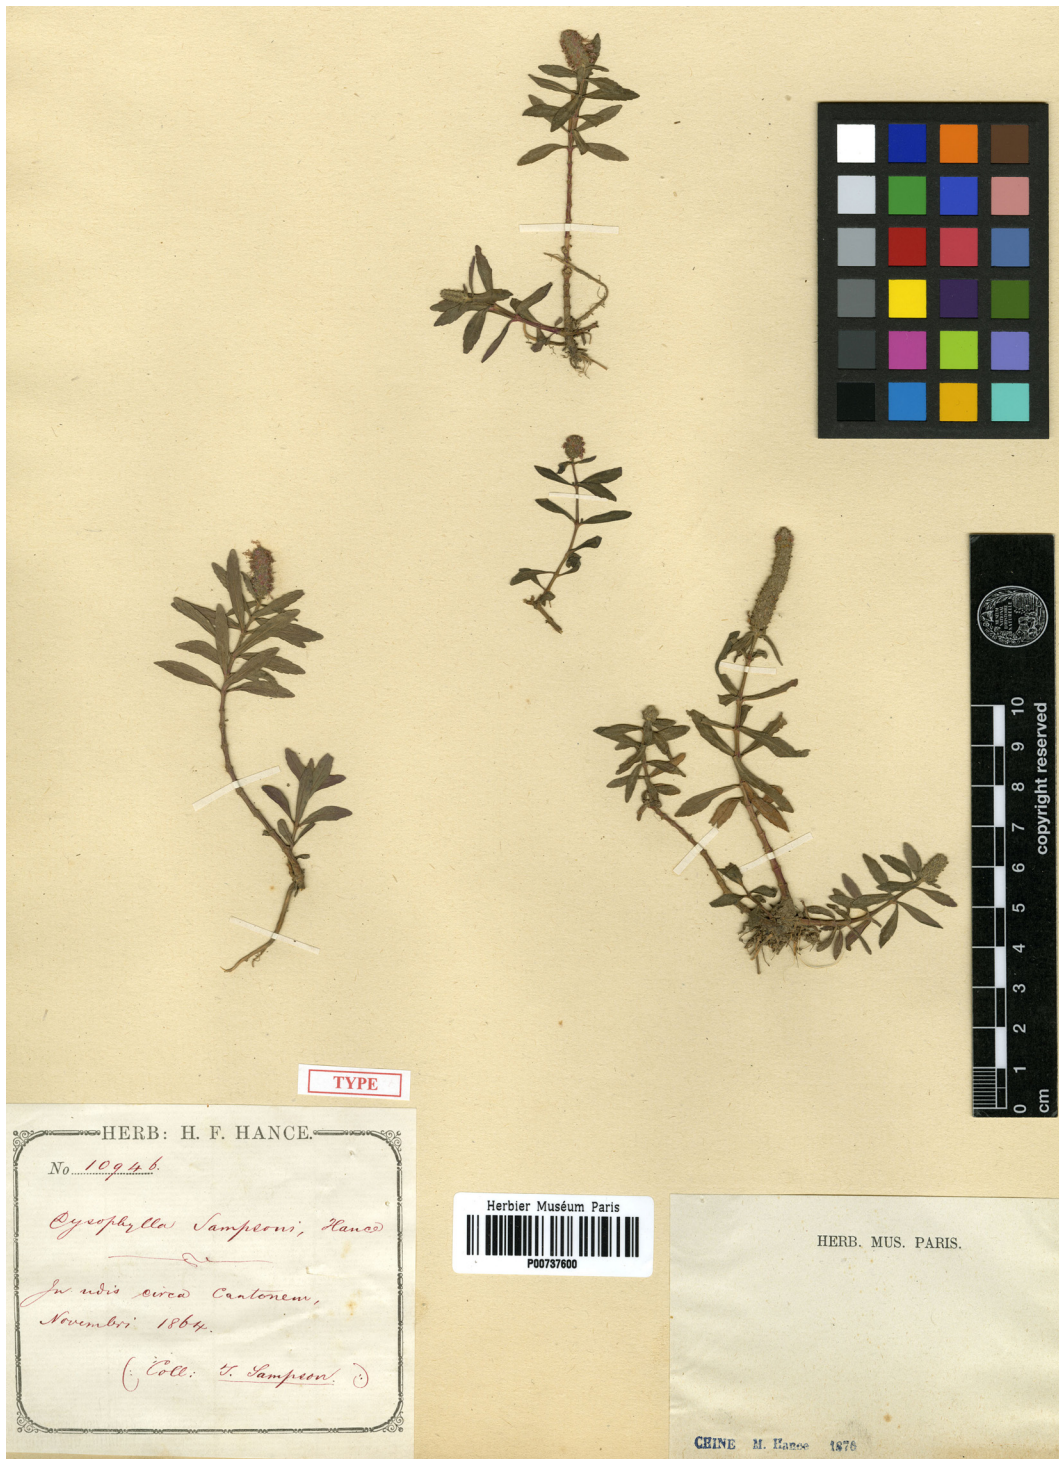 10
9
8
7
6
5
4
3
2
1
0
cm
copyright reserved
TYPE
HERB: H. F. HANCE.
No 10946.
Dysophylla Sampsoni, Hance
In udis circa Cantonem,
Novembri 1864.
(: Coll: T. Sampson. :)
Herbier Muséum Paris
P00737600
HERB. MUS. PARIS.
CHINE M. Hance 1876